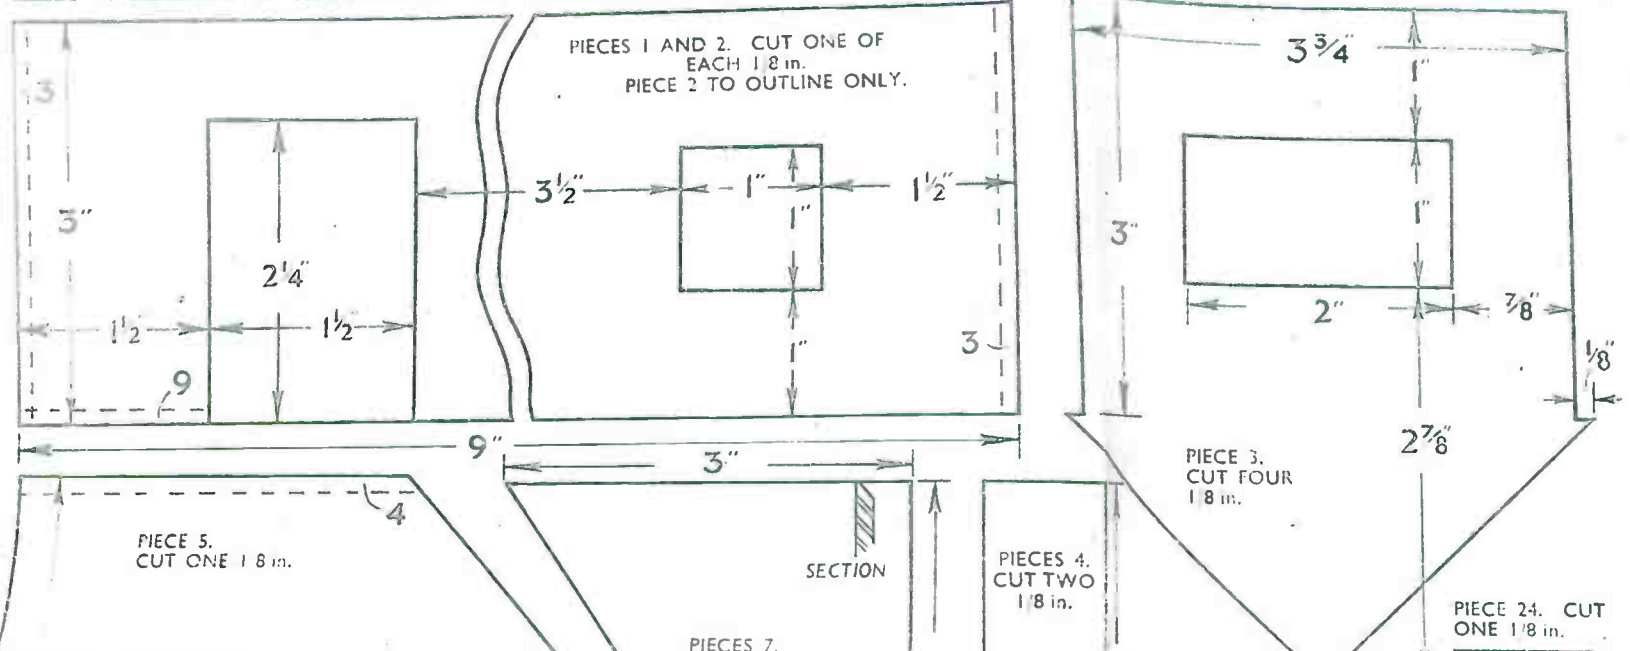 PIECES 1 AND 2. CUT ONE OF
EACH 1/8 in.
PIECE 2 TO OUTLINE ONLY.
3
3"
2¼"
1½"
1½"
9
3½"
1"
1"
1½"
1"
3
9"
3¾"
1"
1"
3"
2"
⅞"
⅛"
2⅞"
PIECE 3.
CUT FOUR
1/8 in.
3"
4
PIECE 5.
CUT ONE 1/8 in.
SECTION
PIECES 7.
PIECES 4.
CUT TWO
1/8 in.
PIECE 24. CUT
ONE 1/8 in.